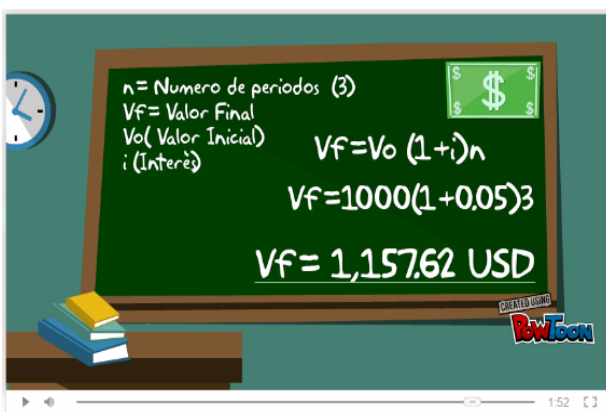 n= Numero de periodos (3)
Vf= Valor Final
Vo( Valor Inicial)
i (Interès)
Vf=Vo (1+i)n
Vf=1000(1+0.05)3
Vf= 1,157.62 USD
$ $
$
$ $
CREATED USING
POWTOON
1:52